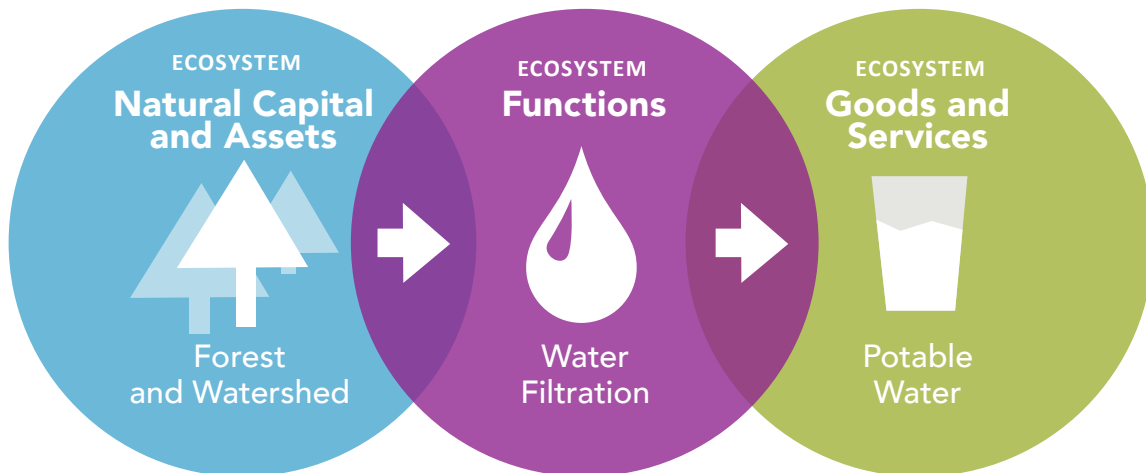 ECOSYSTEM
Natural Capital
and Assets
Forest
and Watershed
ECOSYSTEM
Functions
Water
Filtration
ECOSYSTEM
Goods and
Services
Potable
Water